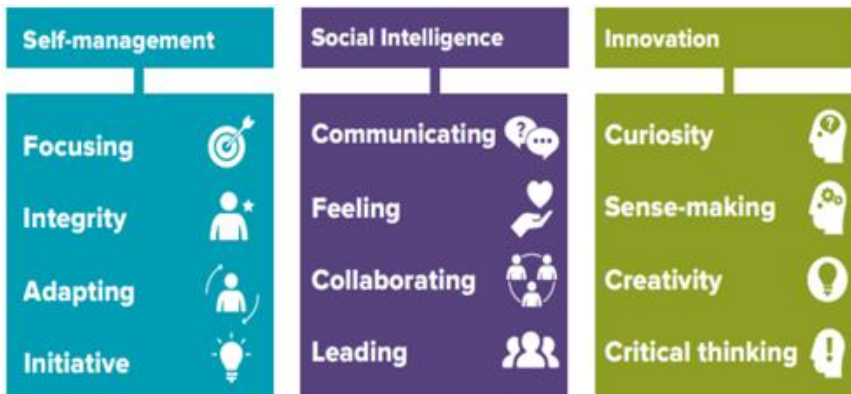 Self-management
Focusing
Integrity
Adapting
Initiative
Social Intelligence
Communicating
?
...
Feeling
Collaborating
Leading
Innovation
Curiosity
?
Sense-making
Creativity
Critical thinking
!